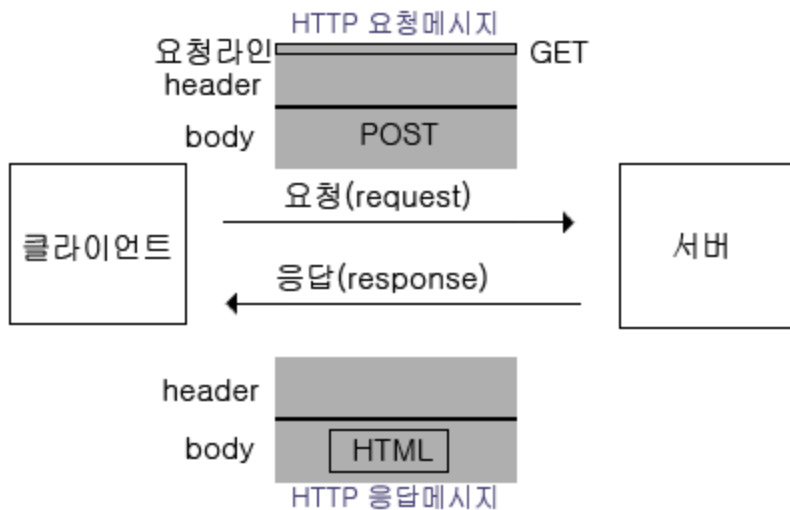 HTTP 요청메시지
요청라인 GET
header
body POST
요청(request)
클라이언트 서버
응답(response)
header
body HTML
HTTP 응답메시지